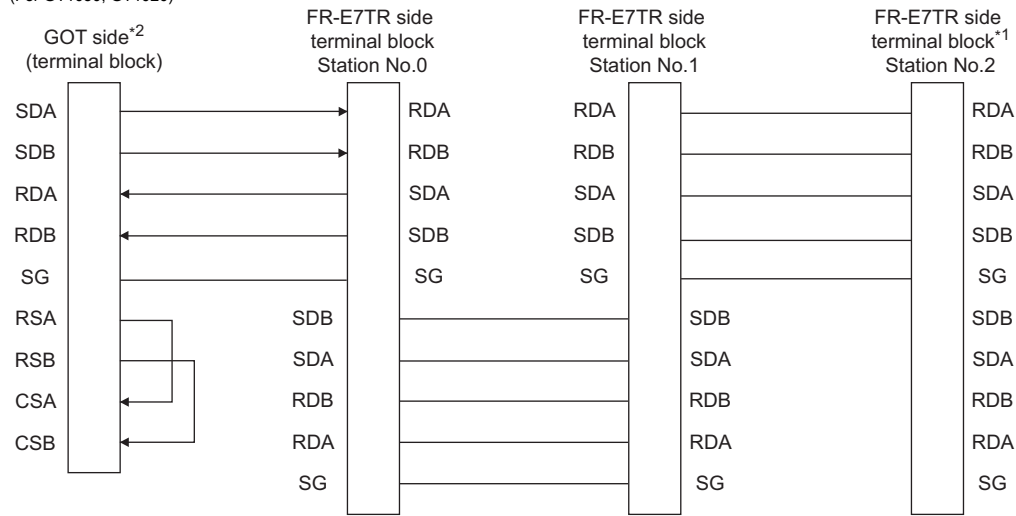 GOT side*2
(terminal block)
FR-E7TR side
terminal block
Station No.0
FR-E7TR side
terminal block
Station No.1
FR-E7TR side
terminal block*1
Station No.2
SDA
SDB
RDA
RDB
SG
RSA
RSB
CSA
CSB
RDA
RDB
SDA
SDB
SG
SDB
SDA
RDB
RDA
SG
RDA
RDB
SDA
SDB
SG
SDB
SDA
RDB
RDA
SG
RDA
RDB
SDA
SDB
SG
SDB
SDA
RDB
RDA
SG